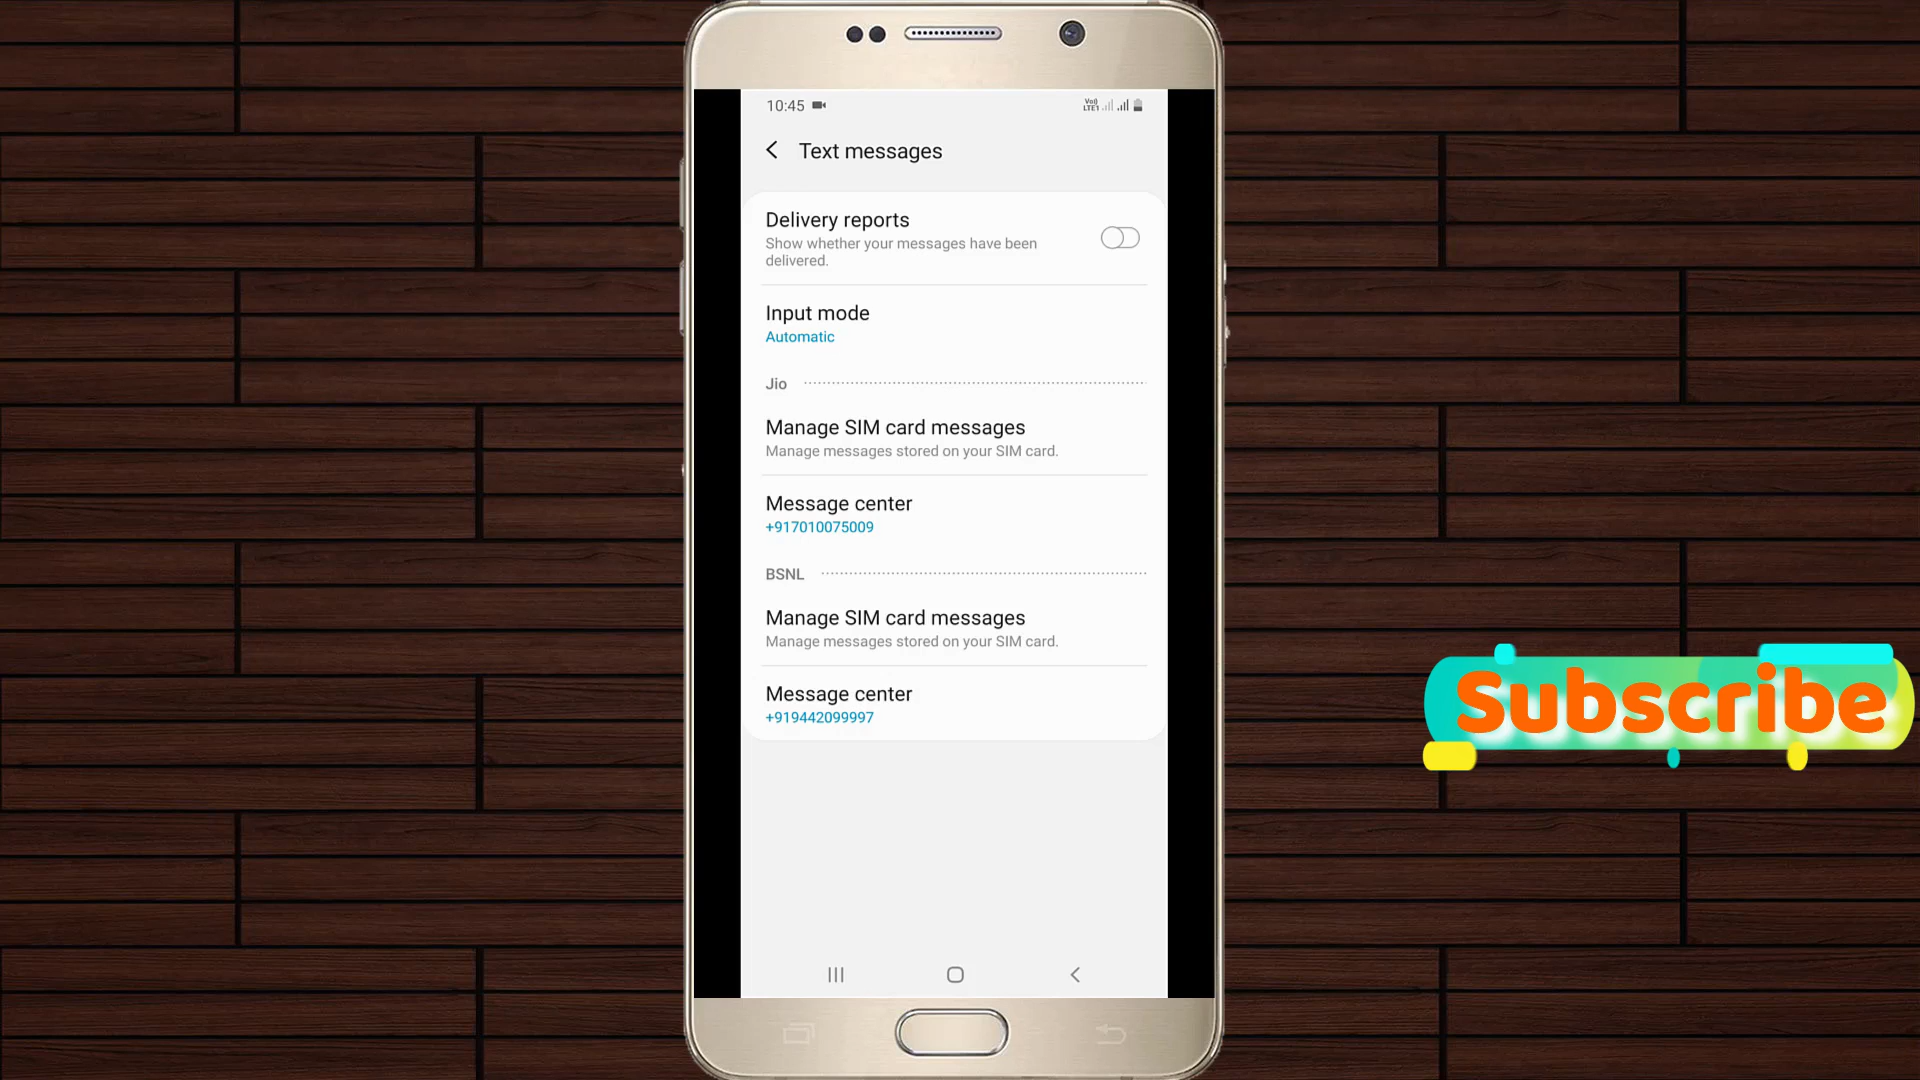 10:45
Vo)) LTE1
Text messages
Delivery reports
Show whether your messages have been
delivered.
Input mode
Automatic
Jio
Manage SIM card messages
Manage messages stored on your SIM card.
Message center
+917010075009
BSNL
Manage SIM card messages
Manage messages stored on your SIM card.
Message center
+919442099997
Subscribe